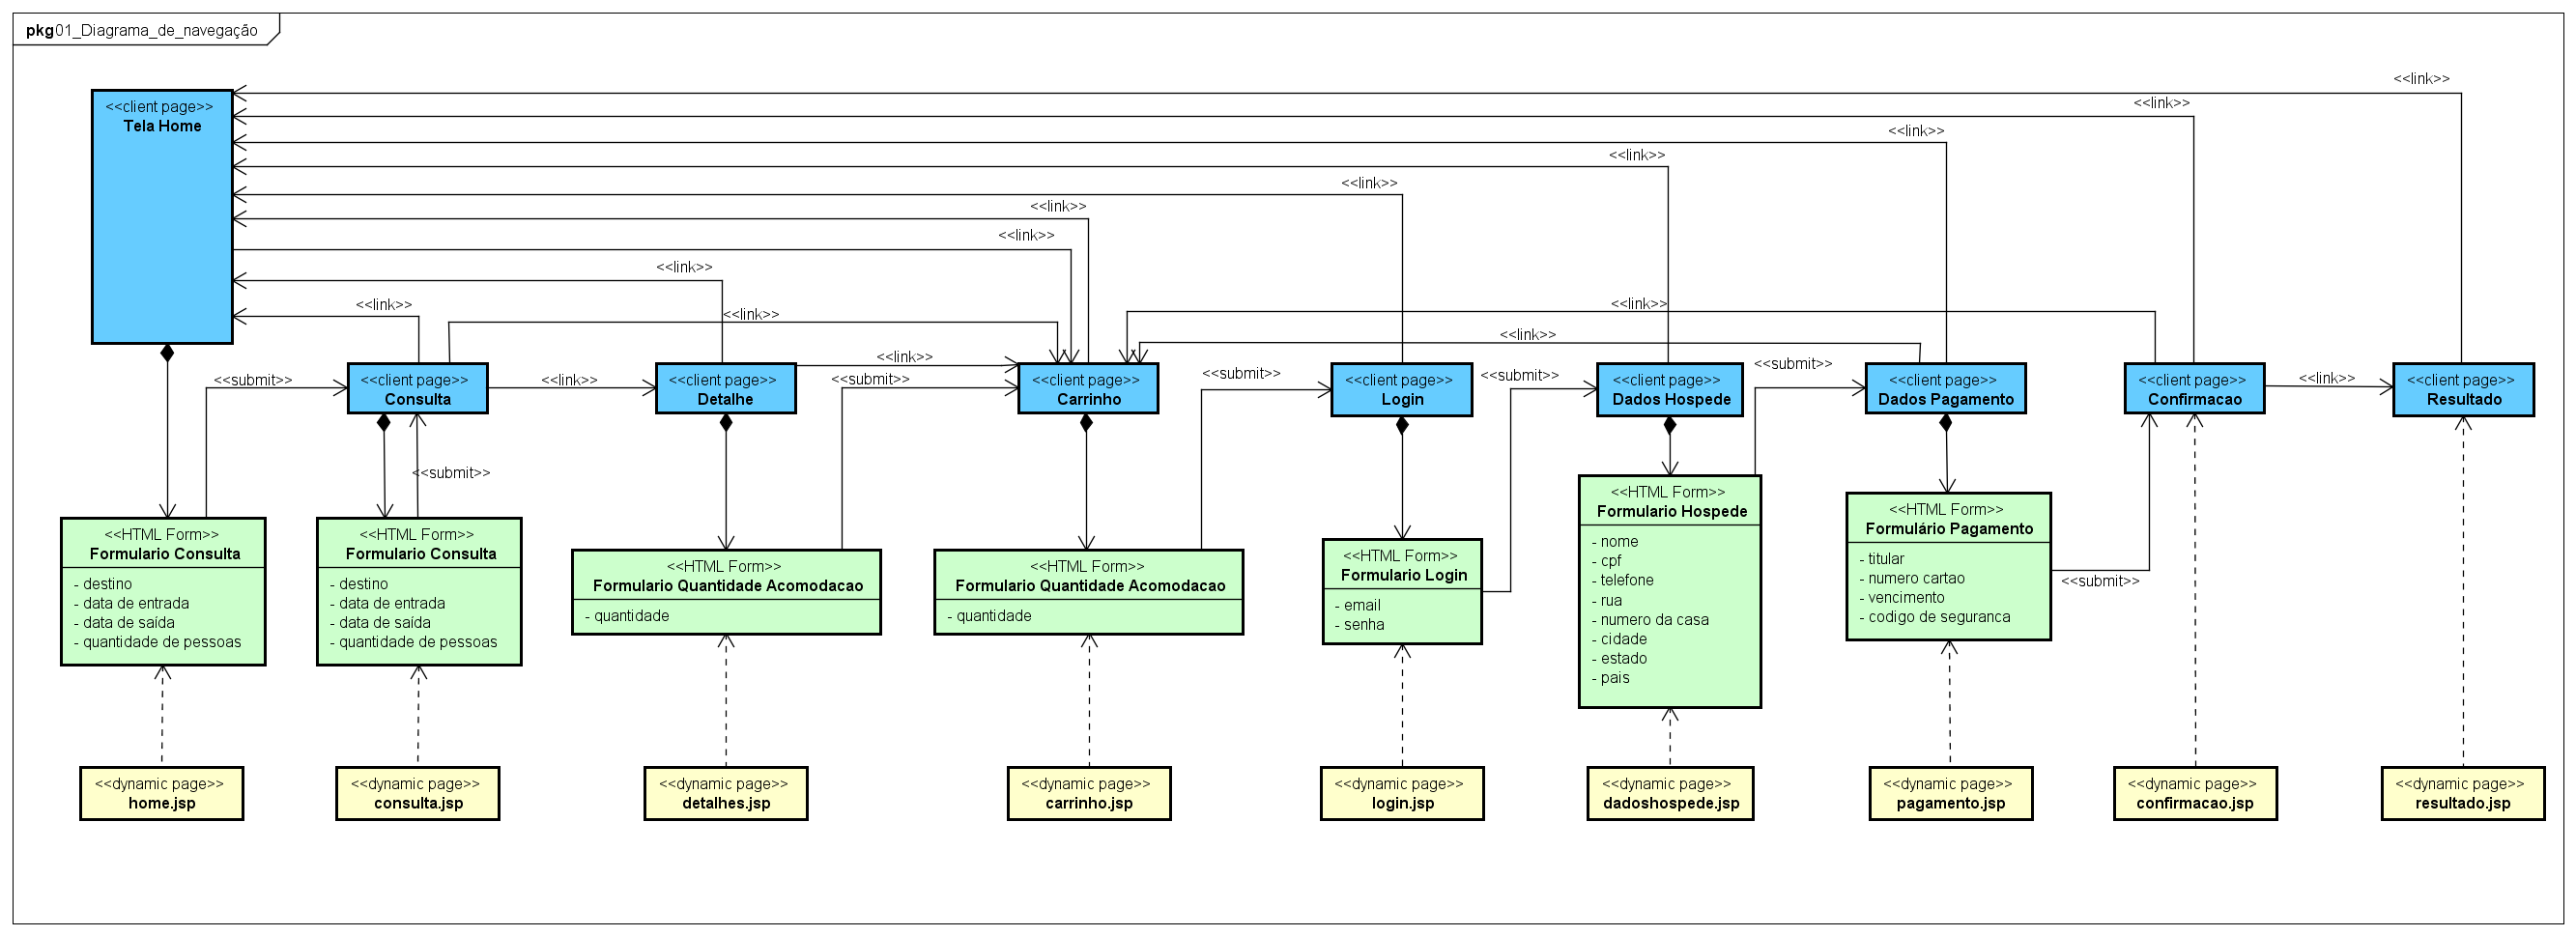 pkg01_Diagrama_de_navegação
<<link>>
<<link>>
<<link>>
<<link>>
<<link>>
<<link>>
<<link>>
<<link>>
<<link>>
<<link>>
<<link>>
<<link>>
<<link>>
<<client page>>
Tela Home
<<submit>>
<<client page>>
Consulta
<<link>>
<<client page>>
Detalhe
<<submit>>
<<client page>>
Carrinho
<<submit>>
<<client page>>
Login
<<submit>>
<<client page>>
Dados Hospede
<<submit>>
<<client page>>
Dados Pagamento
<<client page>>
Confirmacao
<<link>>
<<client page>>
Resultado
<<submit>>
<<HTML Form>>
Formulario Consulta
- destino
- data de entrada
- data de saída
- quantidade de pessoas
<<HTML Form>>
Formulario Consulta
- destino
- data de entrada
- data de saída
- quantidade de pessoas
<<HTML Form>>
Formulario Quantidade Acomodacao
- quantidade
<<HTML Form>>
Formulario Quantidade Acomodacao
- quantidade
<<HTML Form>>
Formulario Login
- email
- senha
<<HTML Form>>
Formulario Hospede
- nome
- cpf
- telefone
- rua
- numero da casa
- cidade
- estado
- pais
<<HTML Form>>
Formulário Pagamento
- titular
- numero cartao
- vencimento
- codigo de seguranca
<<submit>>
<<dynamic page>>
home.jsp
<<dynamic page>>
consulta.jsp
<<dynamic page>>
detalhes.jsp
<<dynamic page>>
carrinho.jsp
<<dynamic page>>
login.jsp
<<dynamic page>>
dadoshospede.jsp
<<dynamic page>>
pagamento.jsp
<<dynamic page>>
confirmacao.jsp
<<dynamic page>>
resultado.jsp